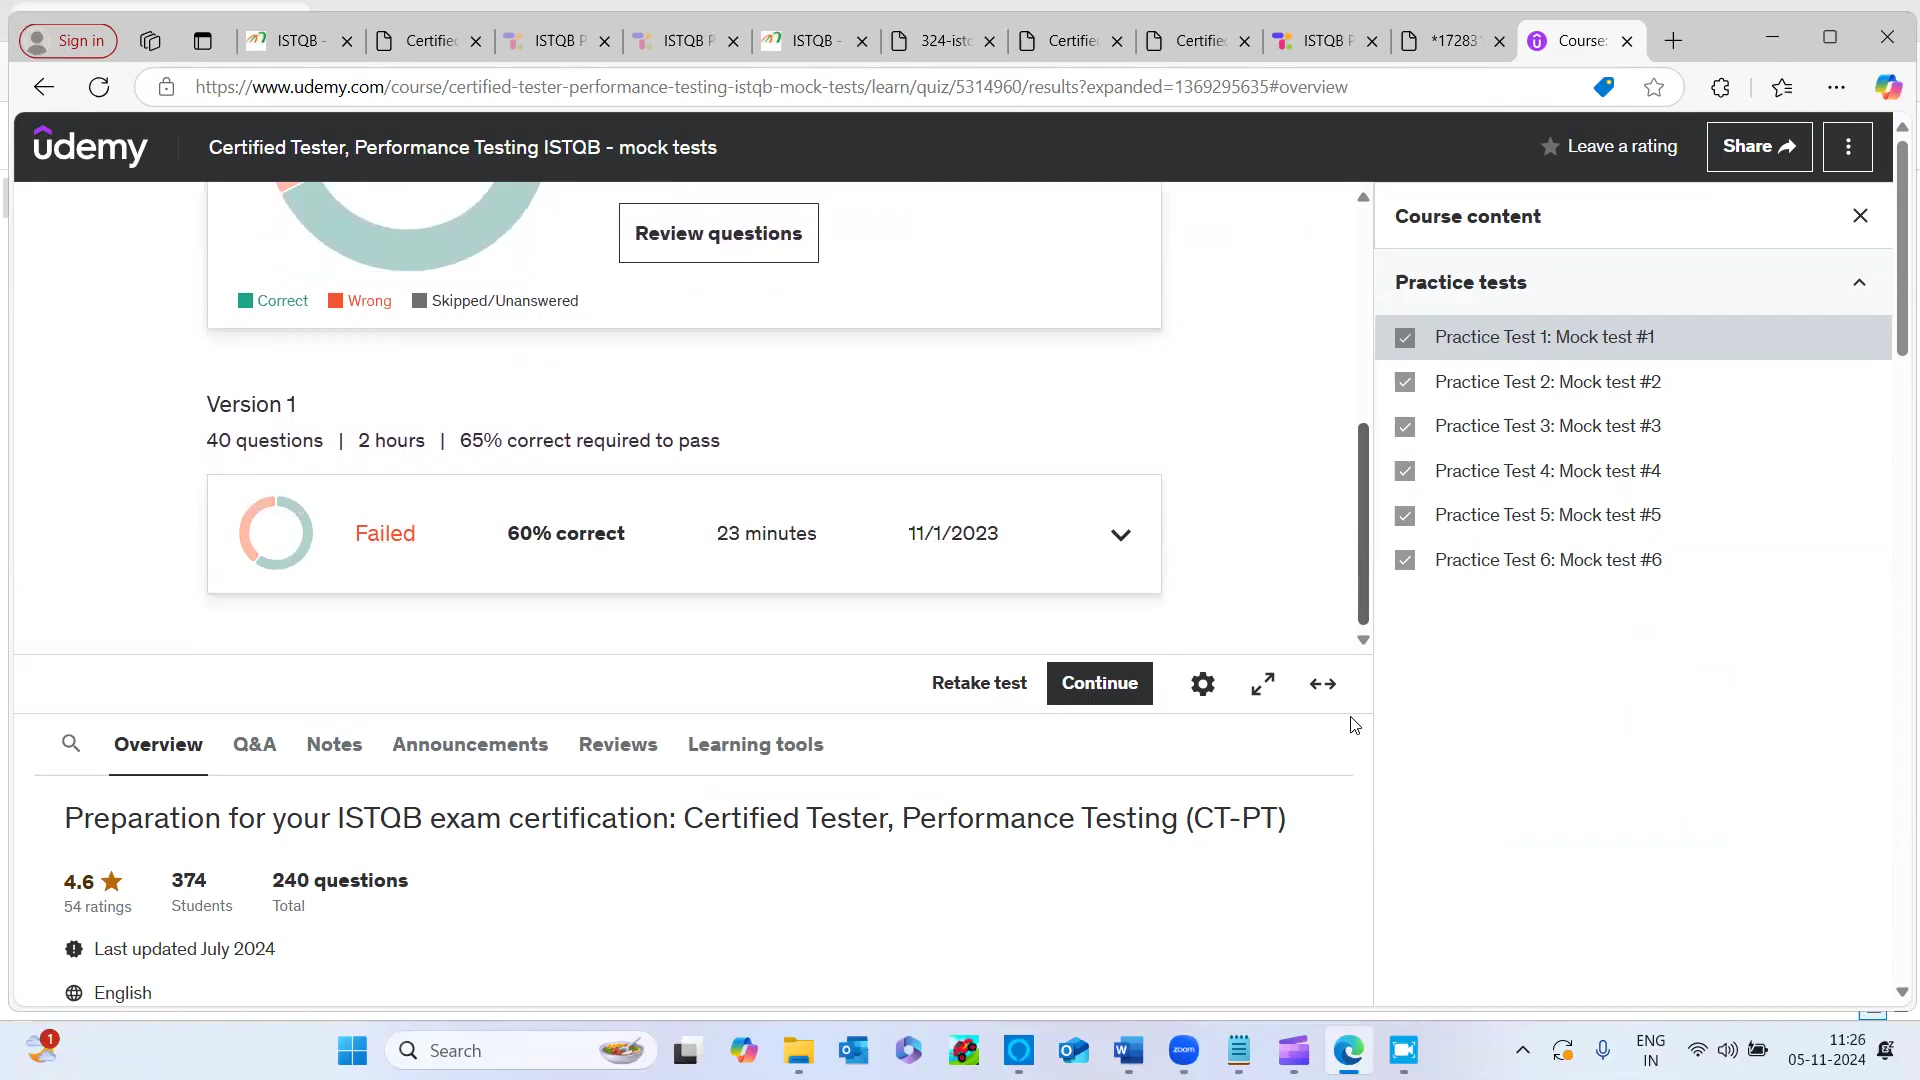 Sign in
ISTQB -
Certifie
ISTQB P
ISTQB P
ISTQB -
324-isto
Certifie
Certifie
ISTQB P
*17283
Course:
https://www.udemy.com/course/certified-tester-performance-testing-istqb-mock-tests/learn/quiz/5314960/results?expanded=1369295635#overview
udemy
Certified Tester, Performance Testing ISTQB - mock tests
Leave a rating
Share
Course content
Review questions
Correct
Wrong
Skipped/Unanswered
Practice tests
Practice Test 1: Mock test #1
Practice Test 2: Mock test #2
Practice Test 3: Mock test #3
Practice Test 4: Mock test #4
Practice Test 5: Mock test #5
Practice Test 6: Mock test #6
Version 1
40 questions | 2 hours | 65% correct required to pass
Failed
60% correct
23 minutes
11/1/2023
Retake test
Continue
Overview
Q&A
Notes
Announcements
Reviews
Learning tools
Preparation for your ISTQB exam certification: Certified Tester, Performance Testing (CT-PT)
4.6
374
240 questions
54 ratings
Students
Total
Last updated July 2024
English
1
Search
zoom
ENG
IN
11:26
05-11-2024